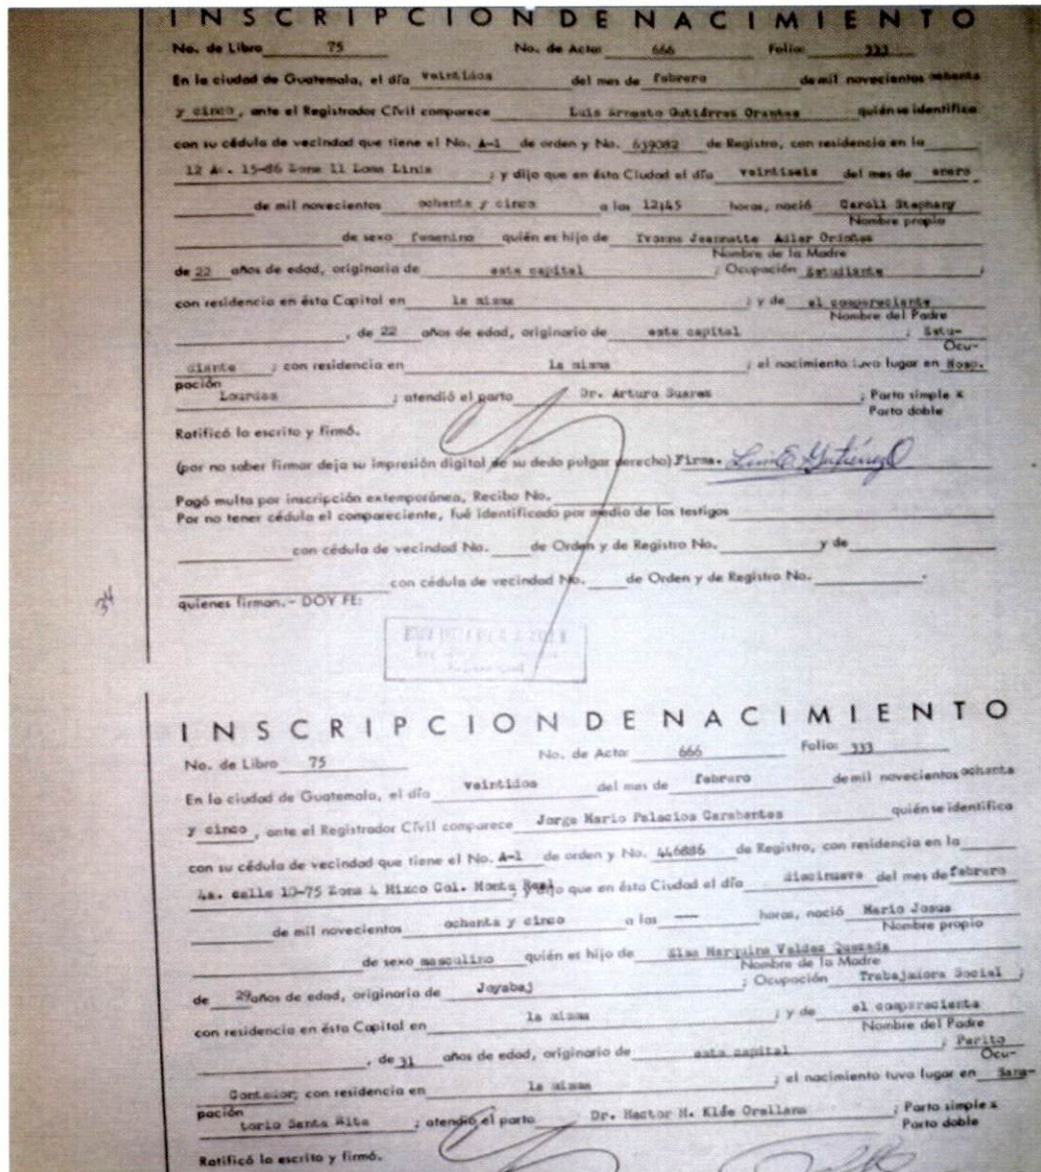 INSCRIPCION DE NACIMIENTO
No. de Libro 75 No. de Acta: 666 Folio: 333
En la ciudad de Guatemala, el día veintidos del mes de febrero de mil novecientos ochenta
y cinco, ante el Registrador Cívil comparece Luis Ernesto Gutiérrez Orantes quién se identifica
con su cédula de vecindad que tiene el No. A-1 de orden y No. 639082 de Registro, con residencia en la
12 A. 15-86 Zona 11 Loma Linda ; y dijo que en ésta Ciudad el día veintiseis del mes de enero
de mil novecientos ochenta y cinco a las 12;45 horas, nació Caroll Stephany
Nombre propio
de sexo femenino quién es hijo de Ivonne Jeannette
Nombre de la Madre
de 22 años de edad, originaria de esta capital ; Ocupación Estudiante ;
con residencia en ésta Capital en la misma ; y de el compareciente
Nombre del Padre
, de 22 años de edad, originario de esta capital ; Estu-
Ocu-
diante ; con residencia en la misma ; el nacimiento tuvo lugar en Hosp.
pación
Lourdes ; atendió el parto Dr. Arturo Suarez ; Parto simple x
Parto doble
Ratificó lo escrito y firmó.
(por no saber firmar deja su impresión digital de su dedo pulgar derecho) Firma. Luis E Gutiérrez O
Pagó multa por inscripción extemporánea, Recibo No.
Por no tener cédula el compareciente, fué identificado por medio de los testigos
con cédula de vecindad No. de Orden y de Registro No. y de
con cédula de vecindad No. de Orden y de Registro No. .
34
quienes firman.- DOY FE:
INSCRIPCION DE NACIMIENTO
No. de Libro 75 No. de Acta: 666 Folio: 333
En la ciudad de Guatemala, el día veintidos del mes de febrero de mil novecientos ochenta
y cinco, ante el Registrador Cívil comparece Jorge Mario Palacios Carabantes quién se identifica
con su cédula de vecindad que tiene el No. A-1 de orden y No. 446886 de Registro, con residencia en la
4a. calle 10-75 Zona 4 Mixco Col. Monte Real ; y dijo que en ésta Ciudad el día diecinueve del mes de febrero
de mil novecientos ochenta y cinco a las --- horas, nació Mario Josue
Nombre propio
de sexo masculino quién es hijo de Marquina Valdez Quezada
Nombre de la Madre
de 29 años de edad, originaria de Joyabaj ; Ocupación Trabajadora Social ;
con residencia en ésta Capital en la misma ; y de el compareciente
Nombre del Padre
, de 31 años de edad, originario de esta capital ; Perito
Ocu-
Contador; con residencia en la misma ; el nacimiento tuvo lugar en Sana-
pación
torio Santa Rita ; atendió el parto Dr. Hector H. Klée Orellana ; Parto simple x
Parto doble
Ratificó lo escrito y firmó.